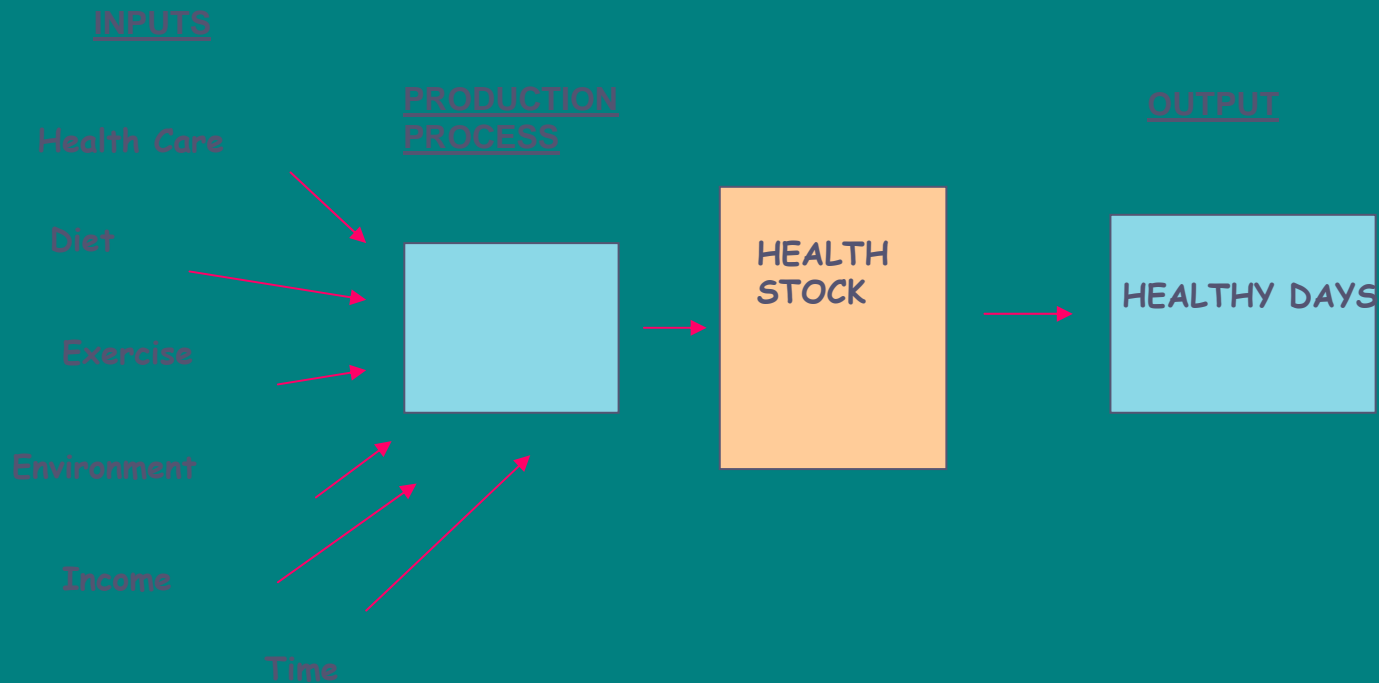 INPUTS
PRODUCTION
PROCESS
OUTPUT
Health Care
Diet
Exercise
Environment
Income
Time
HEALTH
STOCK
HEALTHY DAYS